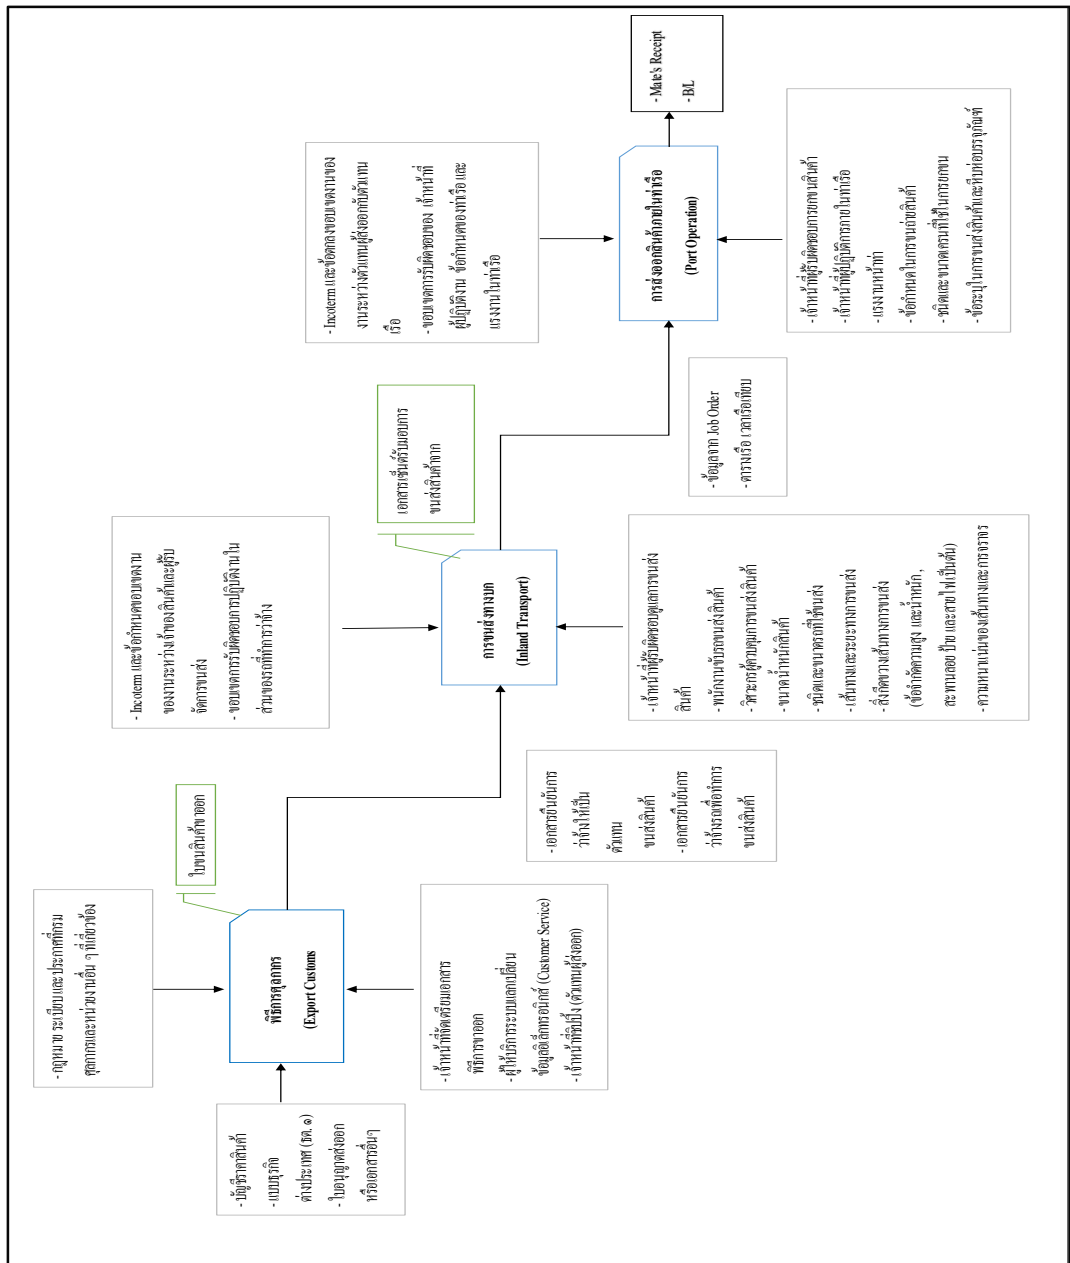 - บัญชีราคาสินค้า
- แบบธุรกิจ
ต่างประเทศ (ธต. ๑)
- ใบอนุญาตส่งออก
หรือเอกสารอื่นๆ
- กฎหมาย ระเบียบ และประกาศที่กรม
ศุลกากรและหน่วยงานอื่น ๆ ที่เกี่ยวข้อง
ใบขนสินค้าขาออก
พิธีการศุลกากร
(Export Customs)
- เจ้าหน้าที่จัดเตรียมเอกสาร
พิธีการขาออก
- ผู้ให้บริการระบบแลกเปลี่ยน
ข้อมูลอิเล็กทรอนิกส์ (Customer Service)
- เจ้าหน้าที่ชิปปิ้ง (ตัวแทนผู้ส่งออก)
- เอกสารยืนยันการ
ว่าจ้างให้เป็น
ตัวแทน
ขนส่งสินค้า
- เอกสารยืนยันการ
ว่าจ้างรถเพื่อทำการ
ขนส่งสินค้า
- Incoterm และข้อกำหนดขอบเขตงาน
ของงานระหว่างเจ้าของสินค้าและผู้รับ
จัดการขนส่ง
- ขอบเขตการรับผิดชอบการปฏิบัติงานใน
ส่วนของรถที่ทำการว่าจ้าง
เอกสารเซ็นต์รับมอบการ
ขนส่งสินค้าจาก
การขนส่งทางบก
(Inland Transport)
- เจ้าหน้าที่ผู้รับผิดชอบดูแลการขนส่ง
สินค้า
- พนักงานขับรถขนส่งสินค้า
- วิศวะกรผู้ควบคุมการขนส่งสินค้า
- ขนาดน้ำหนักสินค้า
- ชนิดและขนาดรถที่ใช้ขนส่ง
- เส้นทางและระยะทางการขนส่ง
- สิ่งกีดขวางเส้นทางการขนส่ง
(ข้อจำกัดความสูง และน้ำหนัก ,
สะพานลอย ป้าย และสายไฟ เป็นต้น)
- ความหนาแน่นของเส้นทางและการจราจร
- ข้อมูลจาก Job Order
- ตารางเรือ เวลาเรือเทียบ
- Incoterm และข้อตกลงขอบเขตงานของ
งานระหว่างตัวแทนผู้ส่งออกกับตัวแทน
เรือ
- ขอบเขตการรับผิดชอบของ เจ้าหน้าที่
ผู้ปฏิบัติงาน ข้อกำหนดของท่าเรือ และ
แรงงานในท่าเรือ
การส่งออกสินค้าภายในท่าเรือ
(Port Operation)
- เจ้าหน้าที่ผู้รับผิดชอบการยกขนสินค้า
- เจ้าหน้าที่ผู้ปฏิบัติการภายในท่าเรือ
- แรงงานหน้าท่า
- ข้อกำหนดในการขนถ่ายสินค้า
- ชนิดและขนาดเครนที่ใช้ในการยกขน
- ข้อระบุในการขนส่งสินค้าและหีบห่อบรรจุภัณฑ์
- Mate's Receipt
- B/L